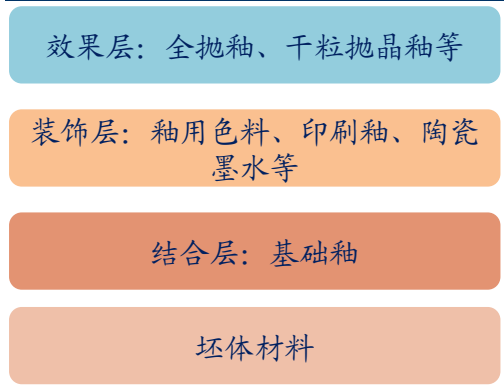 效果层：全抛釉、干粒抛晶釉等
装饰层：釉用色料、印刷釉、陶瓷
墨水等
结合层：基础釉
坯体材料